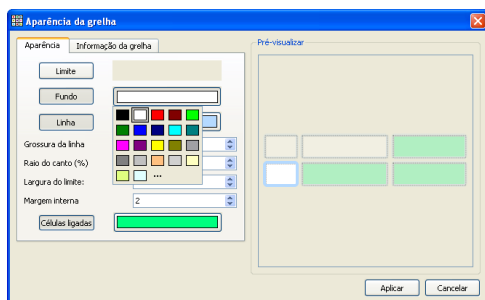 Aparência da grelha
Aparência
Informação da grelha
Limite
Fundo
Linha
Grossura da linha
Raio do canto (%)
Largura do limite:
Margem interna
2
Células ligadas
...
Pré-visualizar
Aplicar
Cancelar